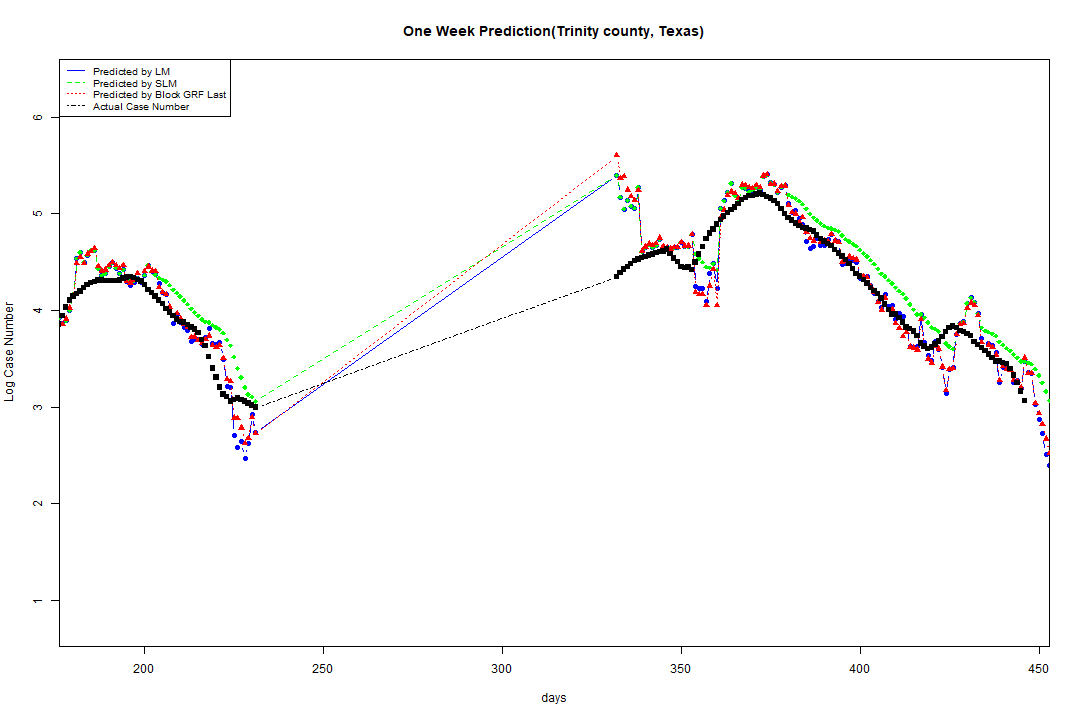 One Week Prediction(Trinity county, Texas)
Predicted by LM
Predicted by SLM
Predicted by Block GRF Last
Actual Case Number
Log Case Number
6
5
4
3
2
1
200
250
300
350
400
450
days